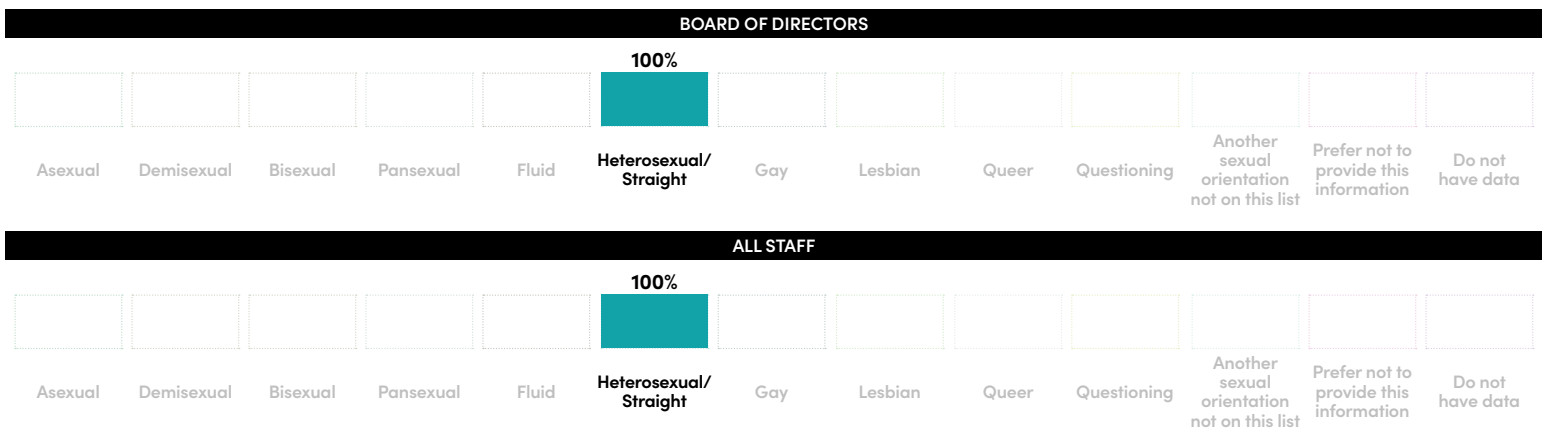 BOARD OF DIRECTORS
100%
Asexual
Demisexual
Bisexual
Pansexual
Fluid
Heterosexual/
Straight
Gay
Lesbian
Queer
Questioning
Another
sexual
orientation
not on this list
Prefer not to
provide this
information
Do not
have data
ALL STAFF
100%
Asexual
Demisexual
Bisexual
Pansexual
Fluid
Heterosexual/
Straight
Gay
Lesbian
Queer
Questioning
Another
sexual
orientation
not on this list
Prefer not to
provide this
information
Do not
have data